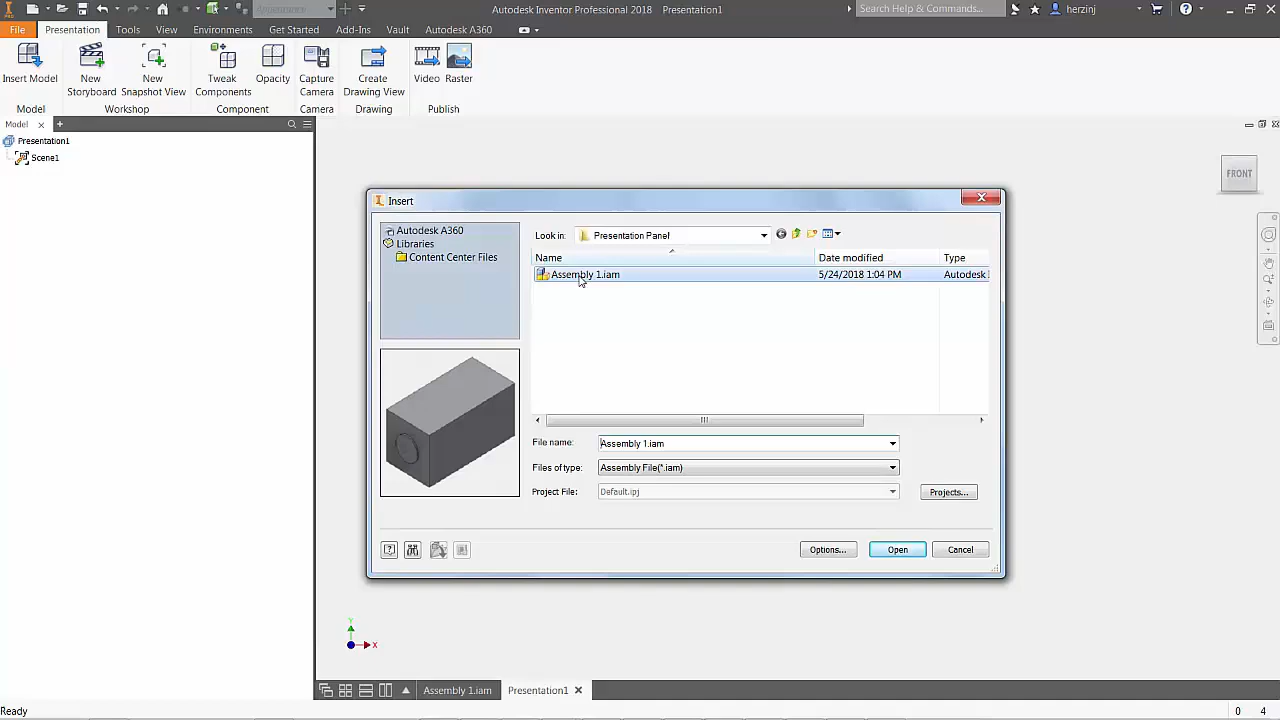 Appearance
Autodesk Inventor Professional 2018 Presentation1
Search Help & Commands...
herzinj
File Presentation Tools View Environments Get Started Add-Ins Vault Autodesk A360
Insert Model
New Storyboard
New Snapshot View
Tweak Components
Opacity
Capture Camera
Create Drawing View
Video
Raster
Model Workshop Component Camera Drawing Publish
Model
Presentation1
Scene1
FRONT
Insert
Autodesk A360
Libraries
Content Center Files
Look in: Presentation Panel
Name Date modified Type
Assembly 1.iam 5/24/2018 1:04 PM Autodesk
File name: Assembly 1.iam
Files of type: Assembly File(*.iam)
Project File: Default.ipj Projects...
Options... Open Cancel
Y
X
Assembly 1.iam Presentation1
Ready 0 4